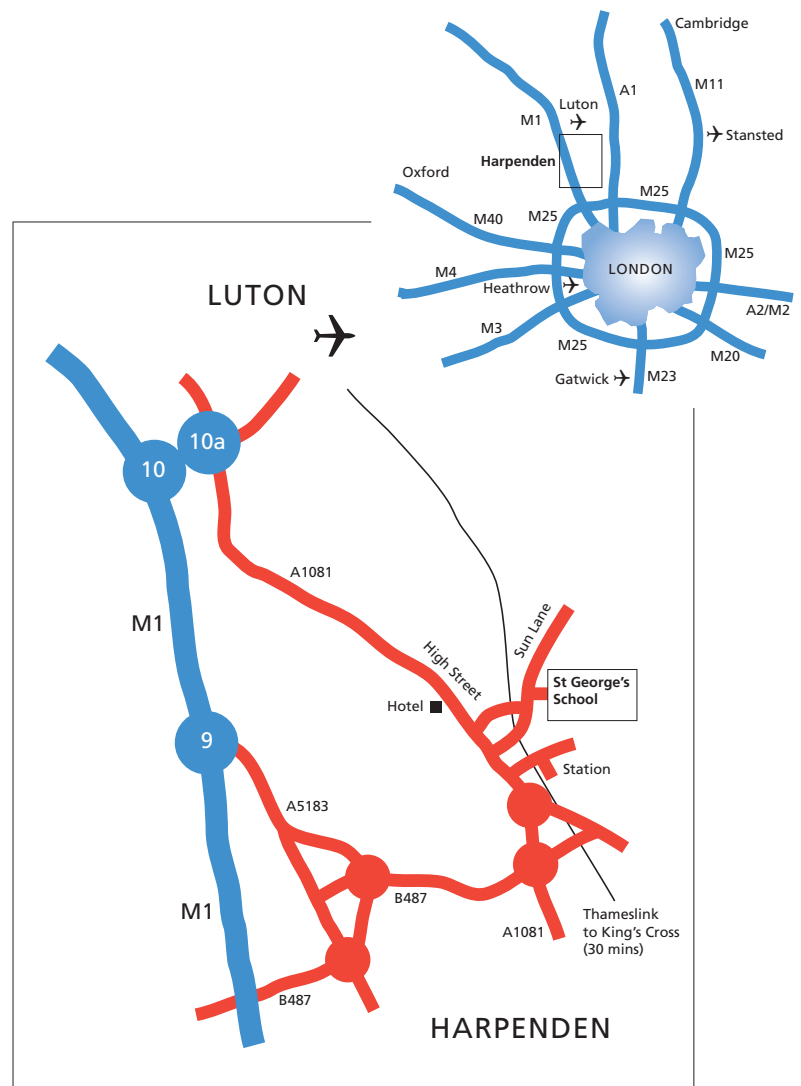 Cambridge
M11
A1
Luton
M1
Stansted
Harpenden
Oxford
M25
M25
M40
M25
M4
LONDON
Heathrow
A2/M2
M3
M25
M20
Gatwick
M23
LUTON
10a
10
A1081
M1
Sun Lane
High Street
St George's
School
Hotel
9
Station
A5183
B487
M1
Thameslink
to King's Cross
(30 mins)
A1081
B487
HARPENDEN